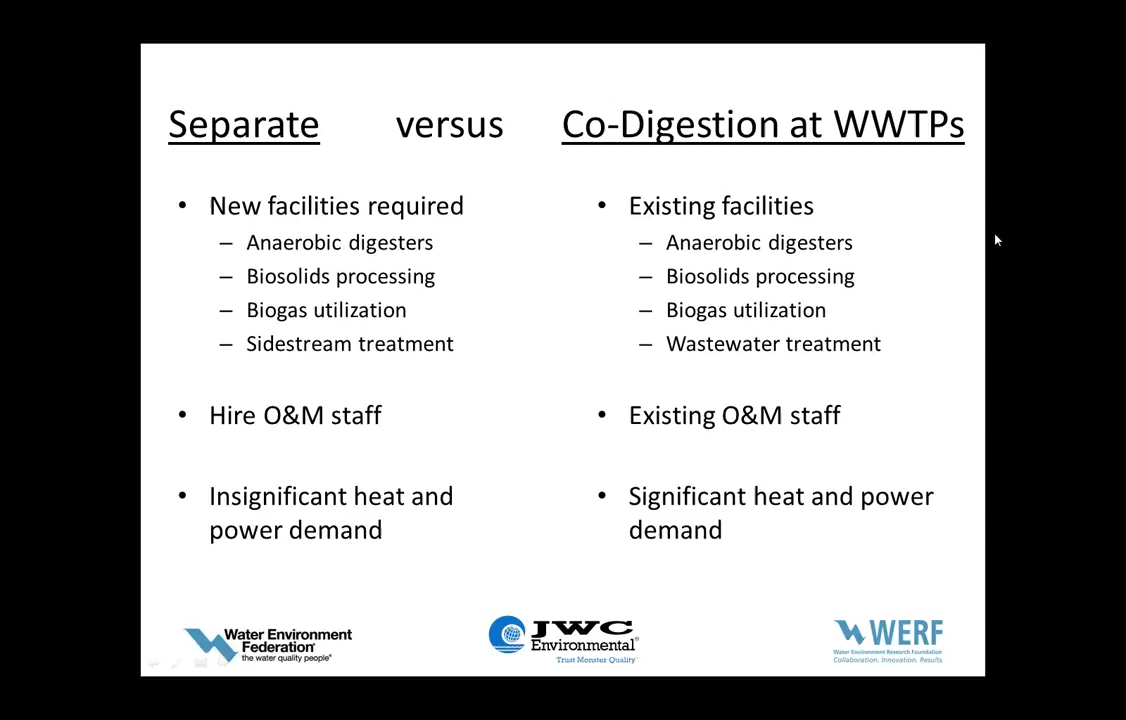 Separate versus Co-Digestion at WWTPs
• New facilities required
– Anaerobic digesters
– Biosolids processing
– Biogas utilization
– Sidestream treatment
• Hire O&M staff
• Insignificant heat and
power demand
• Existing facilities
– Anaerobic digesters
– Biosolids processing
– Biogas utilization
– Wastewater treatment
• Existing O&M staff
• Significant heat and power
demand
Water Environment
Federation®
the water quality people®
JWC
Environmental®
Trust Monster Quality™
WERF
Water Environment Research Foundation
Collaboration. Innovation. Results.